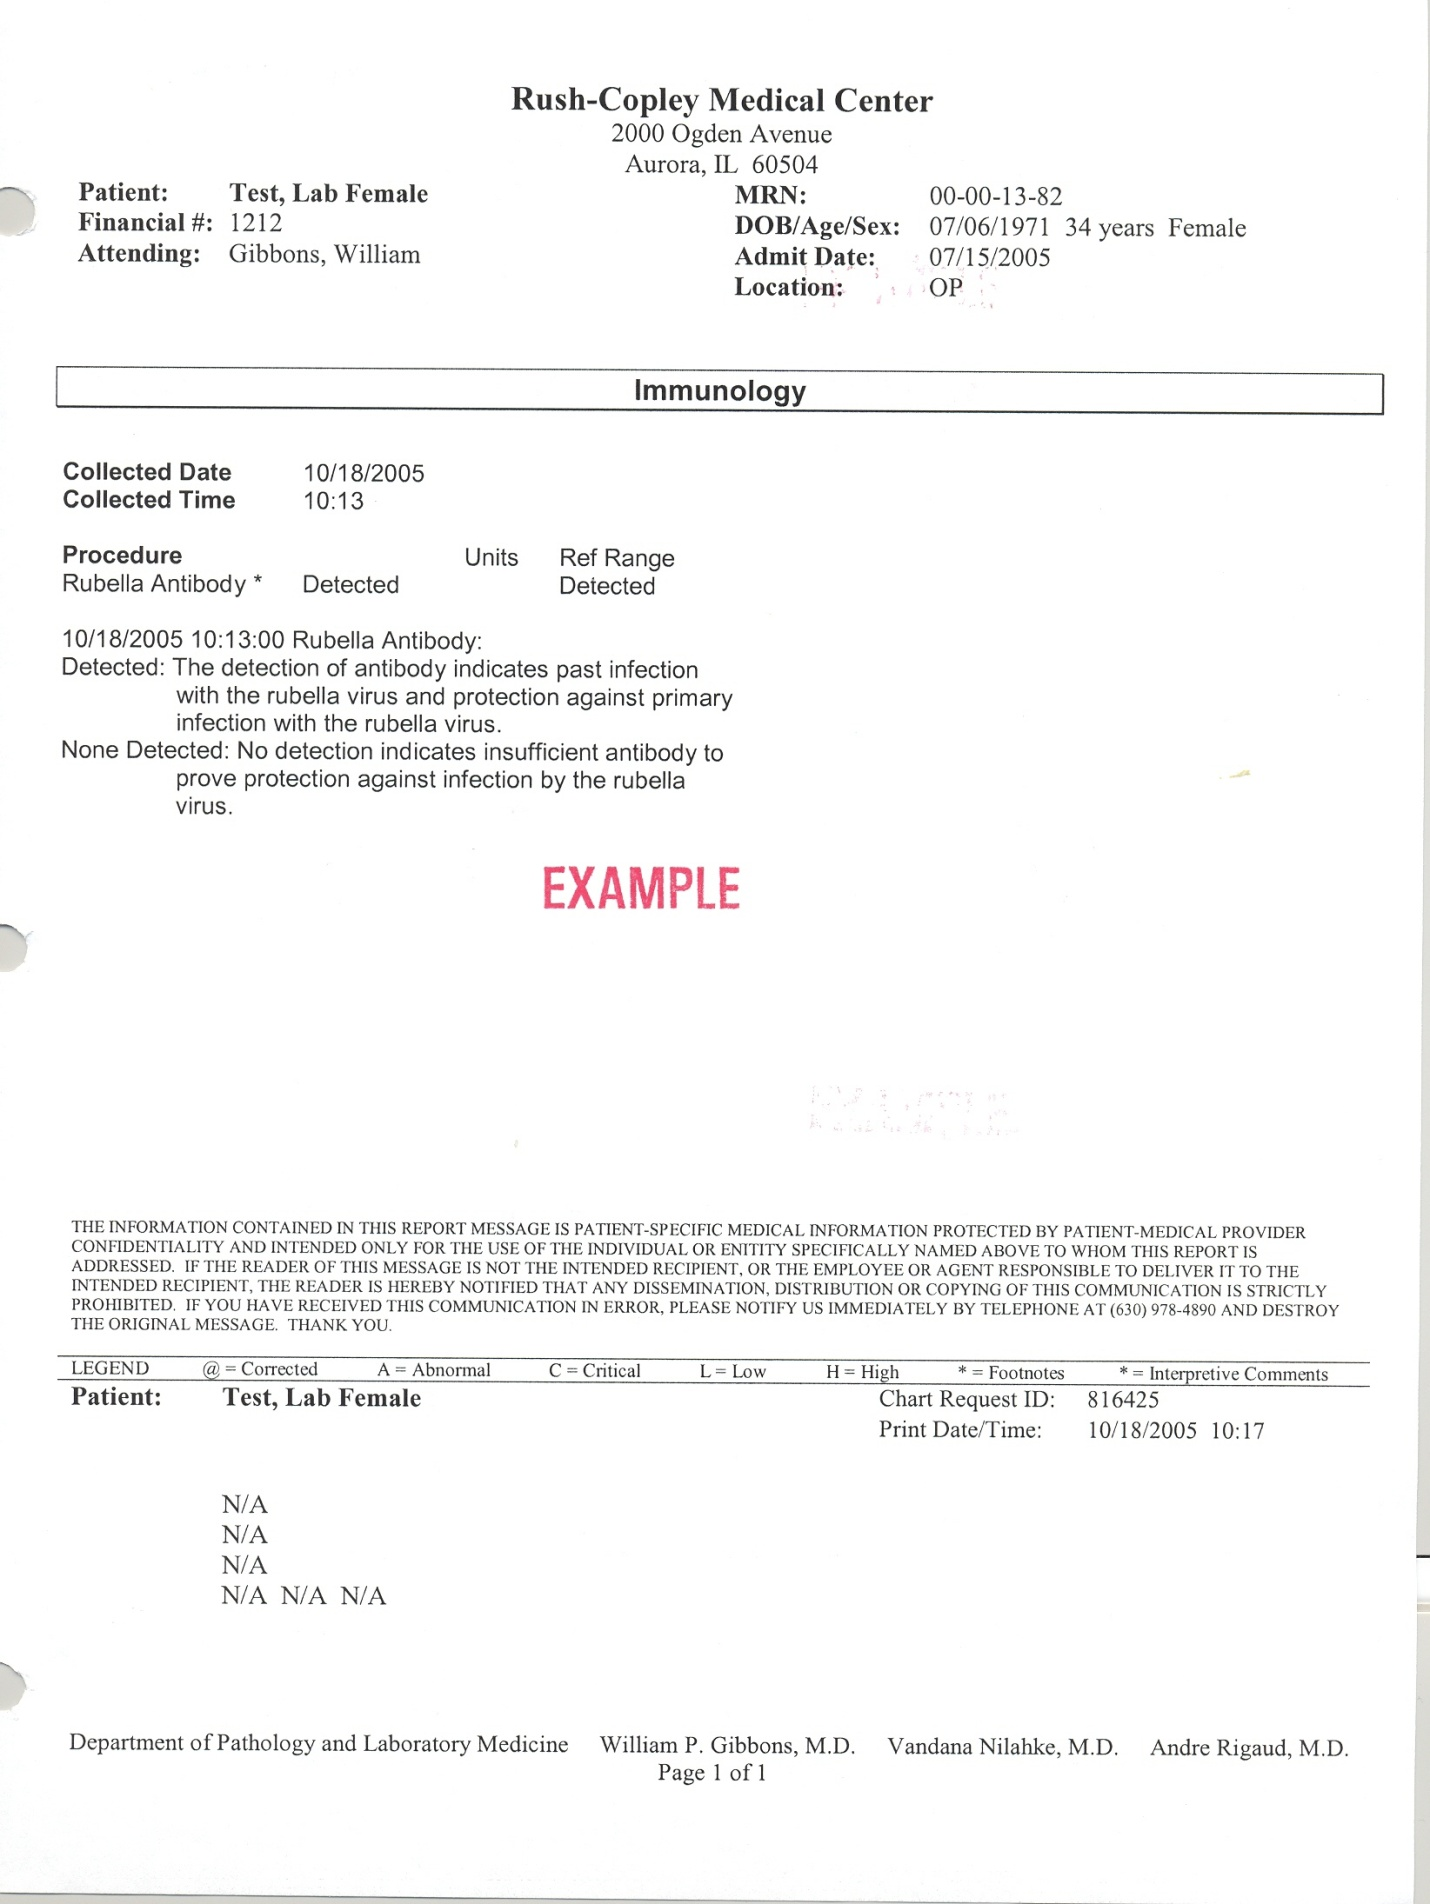 Rush-Copley Medical Center
2000 Ogden Avenue
Aurora, IL 60504
Patient: Test, Lab Female MRN: 00-00-13-82
Financial #: 1212 DOB/Age/Sex: 07/06/1971 34 years Female
Attending: Gibbons, William Admit Date: 07/15/2005
Location: OP
Immunology
Collected Date 10/18/2005
Collected Time 10:13
Procedure Units Ref Range
Rubella Antibody * Detected Detected
10/18/2005 10:13:00 Rubella Antibody:
Detected: The detection of antibody indicates past infection
with the rubella virus and protection against primary
infection with the rubella virus.
None Detected: No detection indicates insufficient antibody to
prove protection against infection by the rubella
virus.
EXAMPLE
THE INFORMATION CONTAINED IN THIS REPORT MESSAGE IS PATIENT-SPECIFIC MEDICAL INFORMATION PROTECTED BY PATIENT-MEDICAL PROVIDER
CONFIDENTIALITY AND INTENDED ONLY FOR THE USE OF THE INDIVIDUAL OR ENITITY SPECIFICALLY NAMED ABOVE TO WHOM THIS REPORT IS
ADDRESSED. IF THE READER OF THIS MESSAGE IS NOT THE INTENDED RECIPIENT, OR THE EMPLOYEE OR AGENT RESPONSIBLE TO DELIVER IT TO THE
INTENDED RECIPIENT, THE READER IS HEREBY NOTIFIED THAT ANY DISSEMINATION, DISTRIBUTION OR COPYING OF THIS COMMUNICATION IS STRICTLY
PROHIBITED. IF YOU HAVE RECEIVED THIS COMMUNICATION IN ERROR, PLEASE NOTIFY US IMMEDIATELY BY TELEPHONE AT (630) 978-4890 AND DESTROY
THE ORIGINAL MESSAGE. THANK YOU.
LEGEND @ = Corrected A = Abnormal C = Critical L = Low H = High * = Footnotes * = Interpretive Comments
Patient: Test, Lab Female Chart Request ID: 816425
Print Date/Time: 10/18/2005 10:17
N/A
N/A
N/A
N/A N/A N/A
Department of Pathology and Laboratory Medicine William P. Gibbons, M.D. Vandana Nilahke, M.D. Andre Rigaud, M.D.
Page 1 of 1